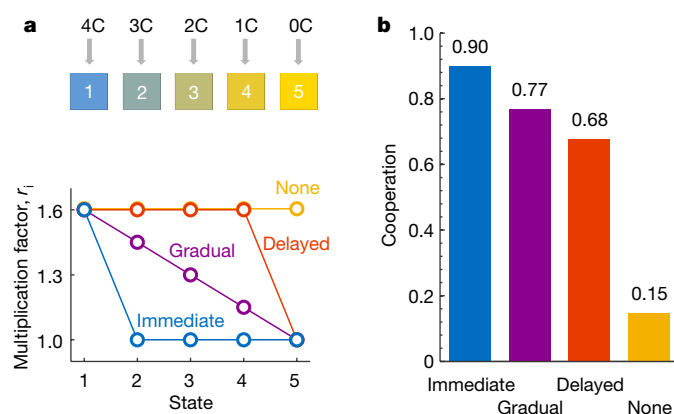 a
4C 3C 2C 1C 0C
1 2 3 4 5
Multiplication factor, ri
1.6
1.3
1.0
None
Gradual
Delayed
Immediate
1 2 3 4 5
State
b
Cooperation
1.0
0.8
0.6
0.4
0.2
0
0.90
0.77
0.68
0.15
Immediate
Gradual
Delayed
None